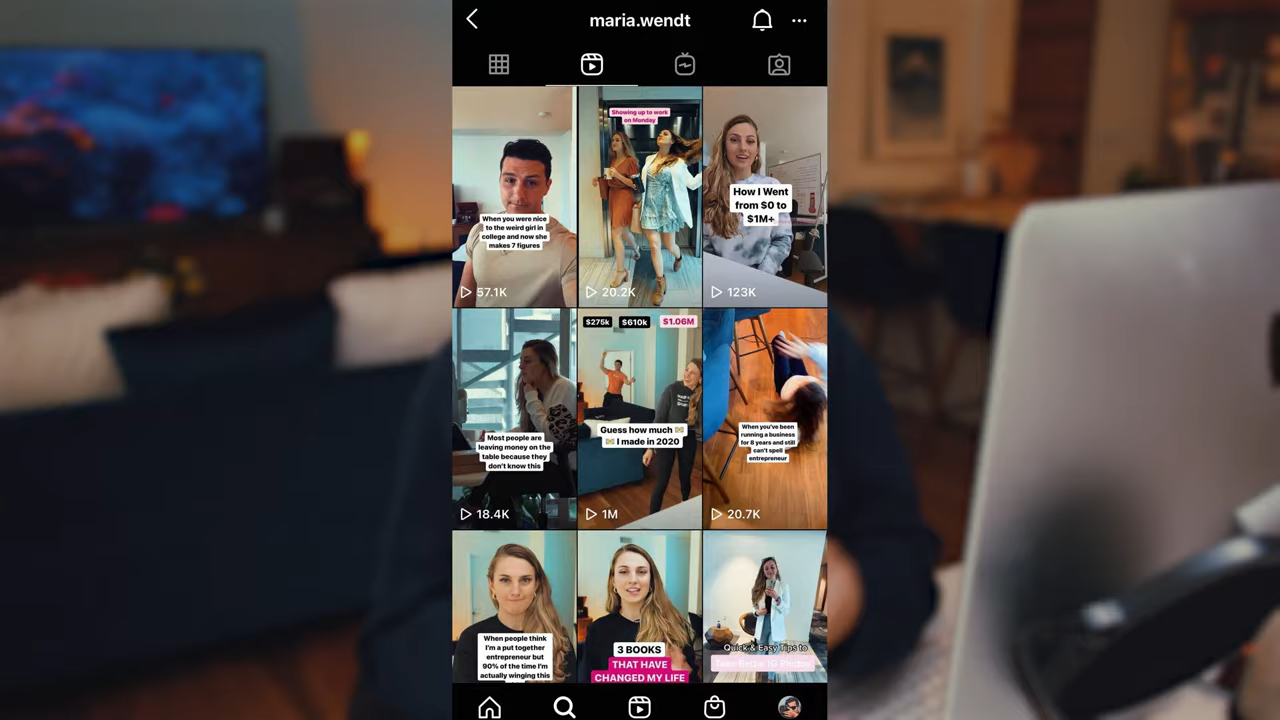 maria.wendt
Showing up to work
on Monday
When you were nice
to the weird girl in
college and now she
makes 7 figures
How I Went
from $0 to
$1M+
57.1K
20.2K
123K
$275k $610k $1.06M
Most people are
leaving money on the
table because they
don't know this
Guess how much
I made in 2020
When you've been
running a business
for 8 years and still
can't spell
entrepreneur
18.4K
1M
20.7K
When people think
I'm a put together
entrepreneur but
90% of the time I'm
actually winging this
3 BOOKS
THAT HAVE
CHANGED MY LIFE
Quick & Easy Tips to
Take Better IG Photos